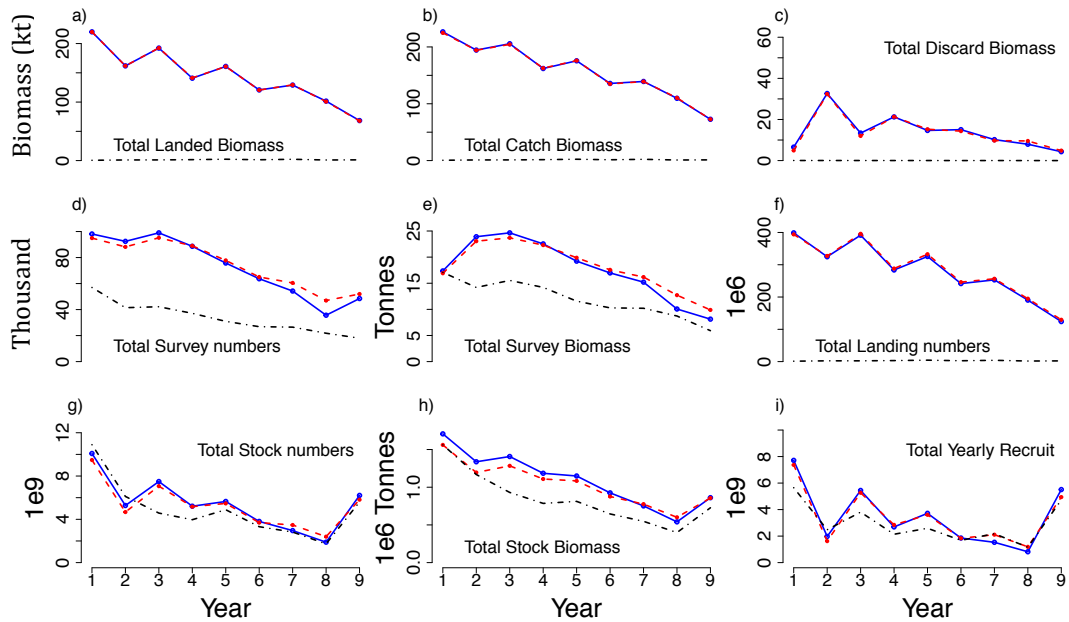 a)
Biomass (kt)
0 100 200
Total Landed Biomass
b)
0 100 200
Total Catch Biomass
c)
0 10 20 40 60
Total Discard Biomass
d)
Thousand
0 40 80
Total Survey numbers
e)
Tonnes
0 5 15 25
Total Survey Biomass
f)
1e6
0 200 400
Total Landing numbers
g)
1e9
0 4 8 12
Total Stock numbers
1 2 3 4 5 6 7 8 9
Year
h)
1e6 Tonnes
0.0 1.0
Total Stock Biomass
1 2 3 4 5 6 7 8 9
Year
i)
1e9
0 2 4 6 8
Total Yearly Recruit
1 2 3 4 5 6 7 8 9
Year